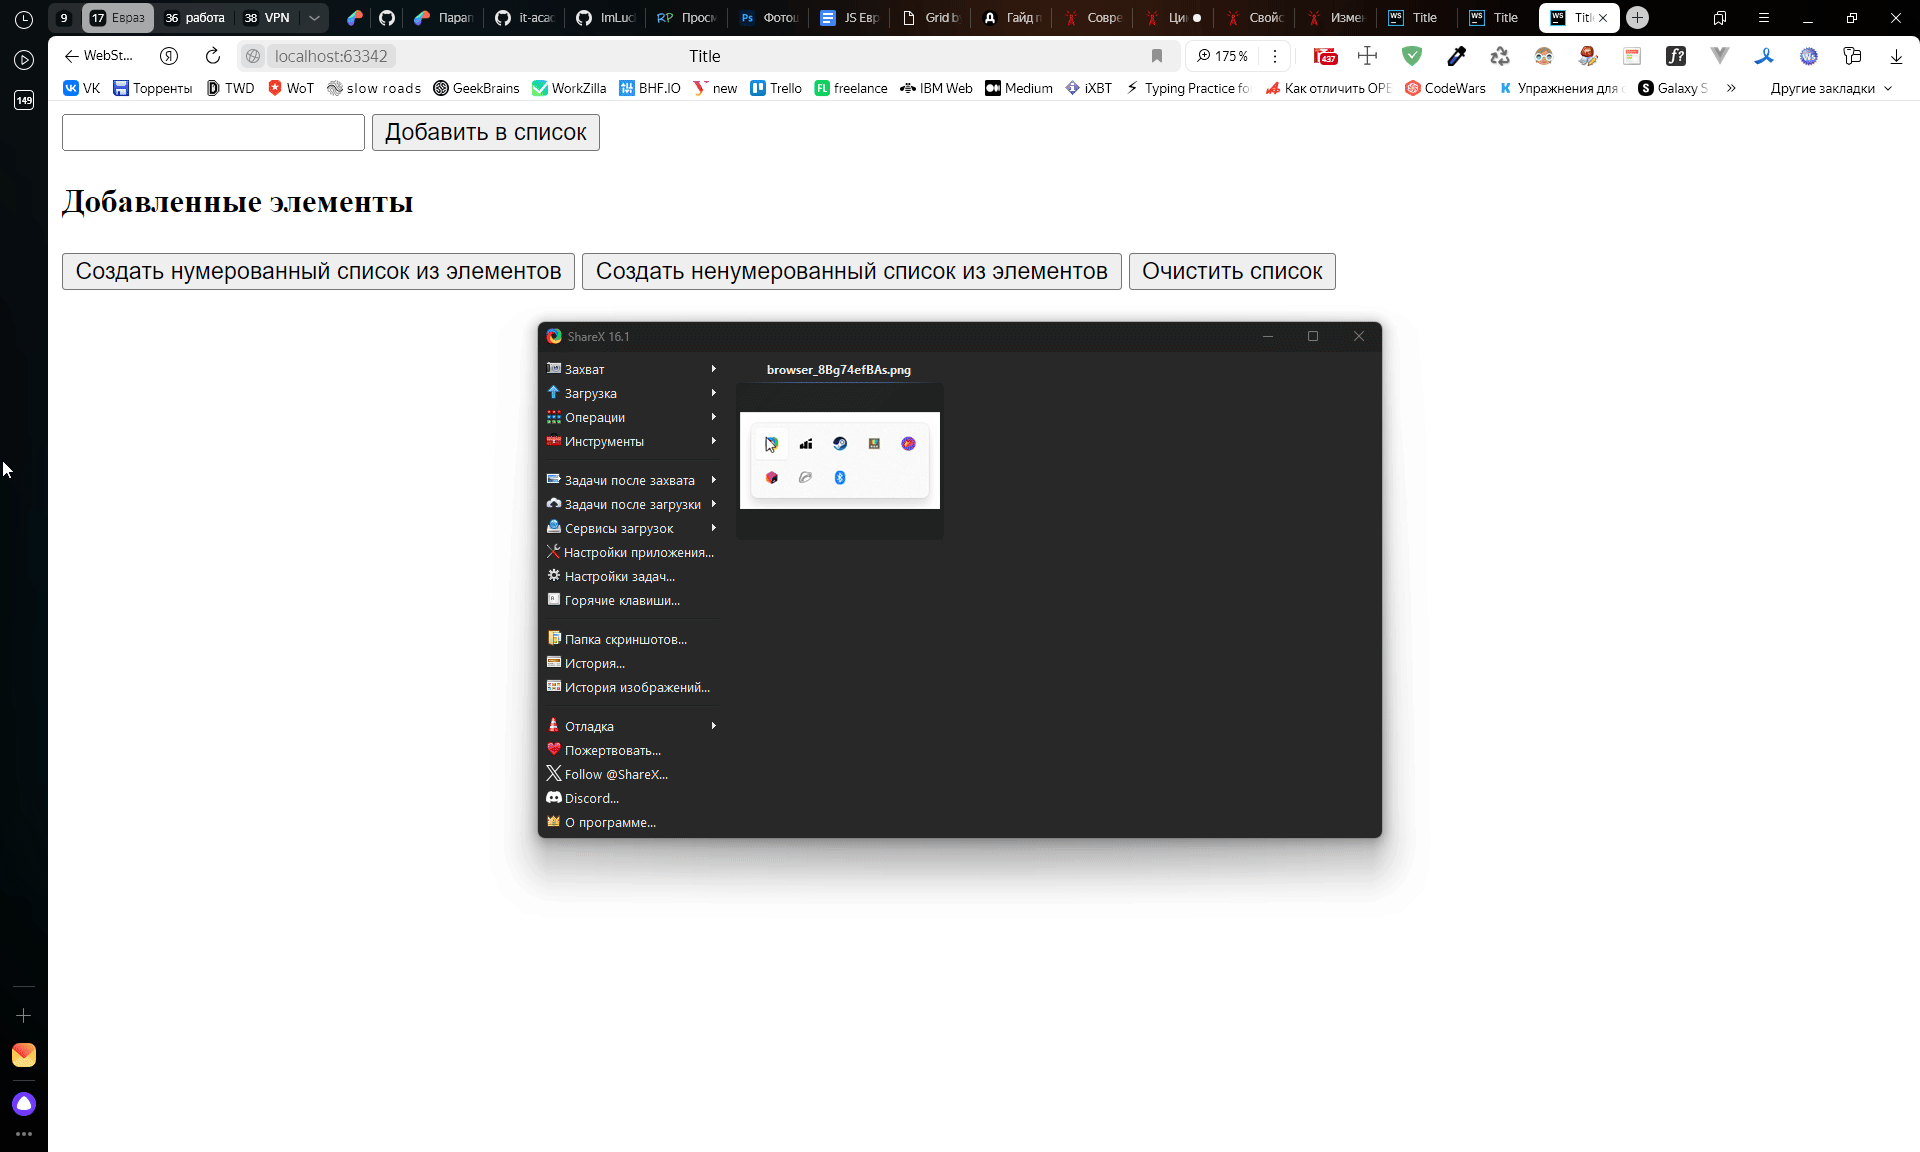 9 17 Евраз 36 работа 38 VPN Парап it-acac ImLuc Просм Фотош JS Евр Grid b Гайд п Совре Ци Свойс Измен Title Title Titl
WebSt... localhost:63342 Title 175%
149
VK Торренты TWD WoT slow roads GeekBrains WorkZilla BHF.IO new Trello freelance IBM Web Medium iXBT Typing Practice fo Как отличить ОРЕ CodeWars Упражнения для Galaxy S Другие закладки
Добавить в список
Добавленные элементы
Создать нумерованный список из элементов Создать ненумерованный список из элементов Очистить список
ShareX 16.1
Захват
Загрузка
Операции
Инструменты
Задачи после захвата
Задачи после загрузки
Сервисы загрузок
Настройки приложения...
Настройки задач...
Горячие клавиши...
Папка скриншотов...
История...
История изображений...
Отладка
Пожертвовать...
Follow @ShareX...
Discord...
О программе...
browser_8Bg74efBAs.png